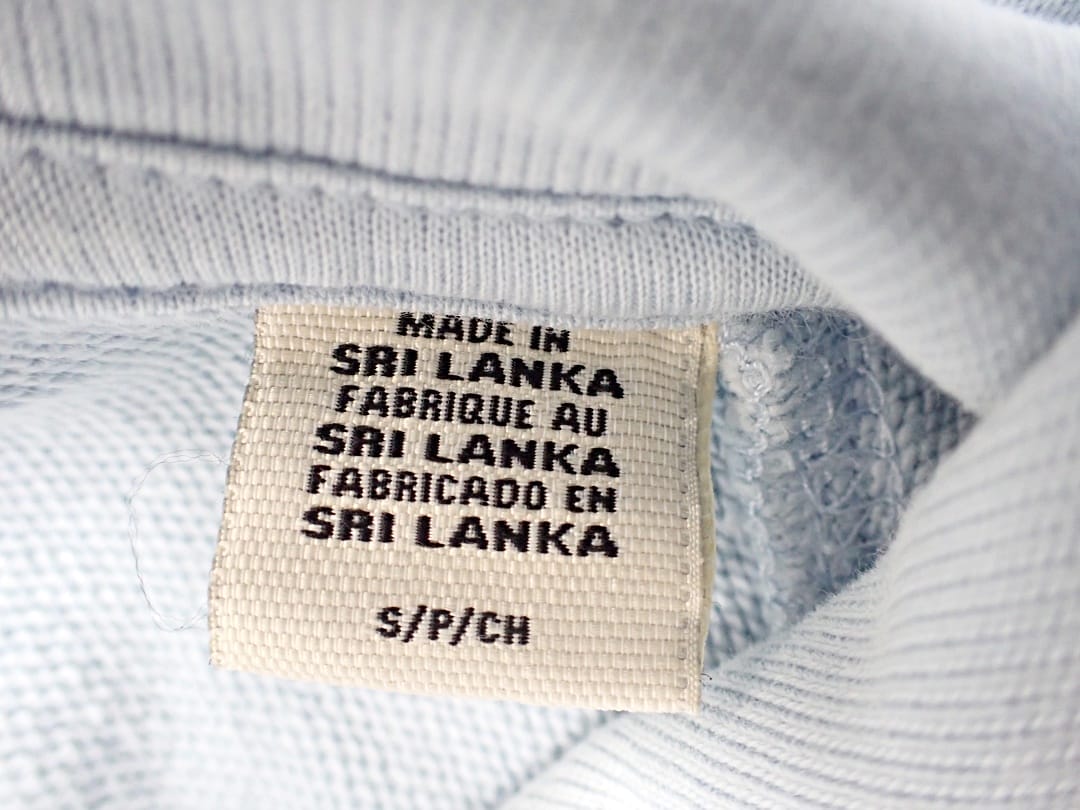 MADE IN
SRI LANKA
FABRIQUE AU
SRI LANKA
FABRICADO EN
SRI LANKA
S/P/CH